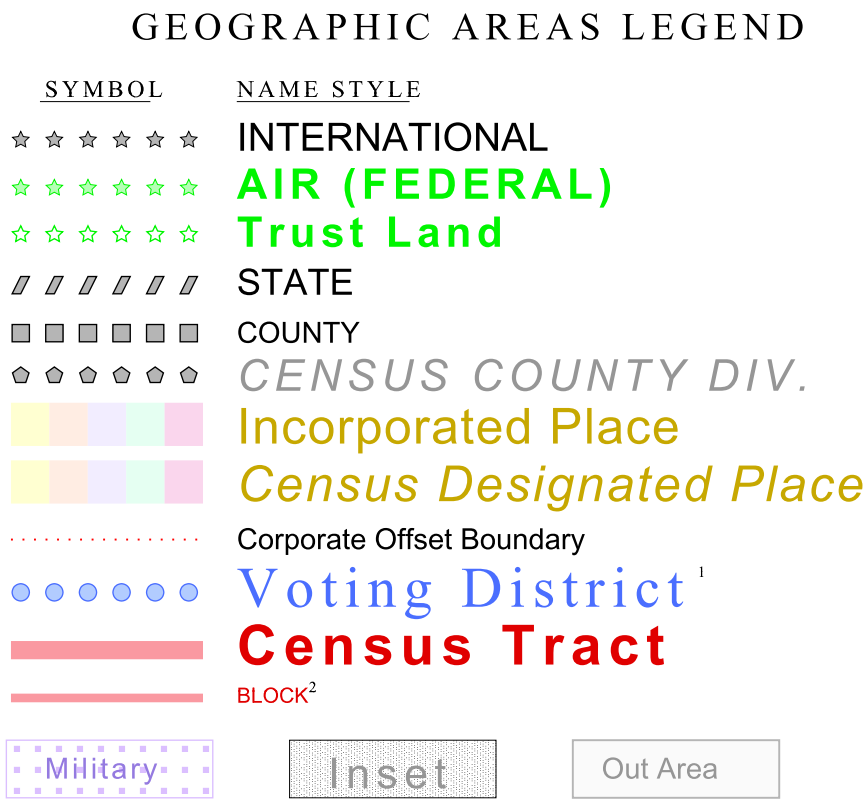 GEOGRAPHIC AREAS LEGEND
SYMBOL NAME STYLE
INTERNATIONAL
AIR (FEDERAL)
Trust Land
STATE
COUNTY
CENSUS COUNTY DIV.
Incorporated Place
Census Designated Place
Corporate Offset Boundary
Voting District 1
Census Tract
BLOCK2
Military Inset Out Area